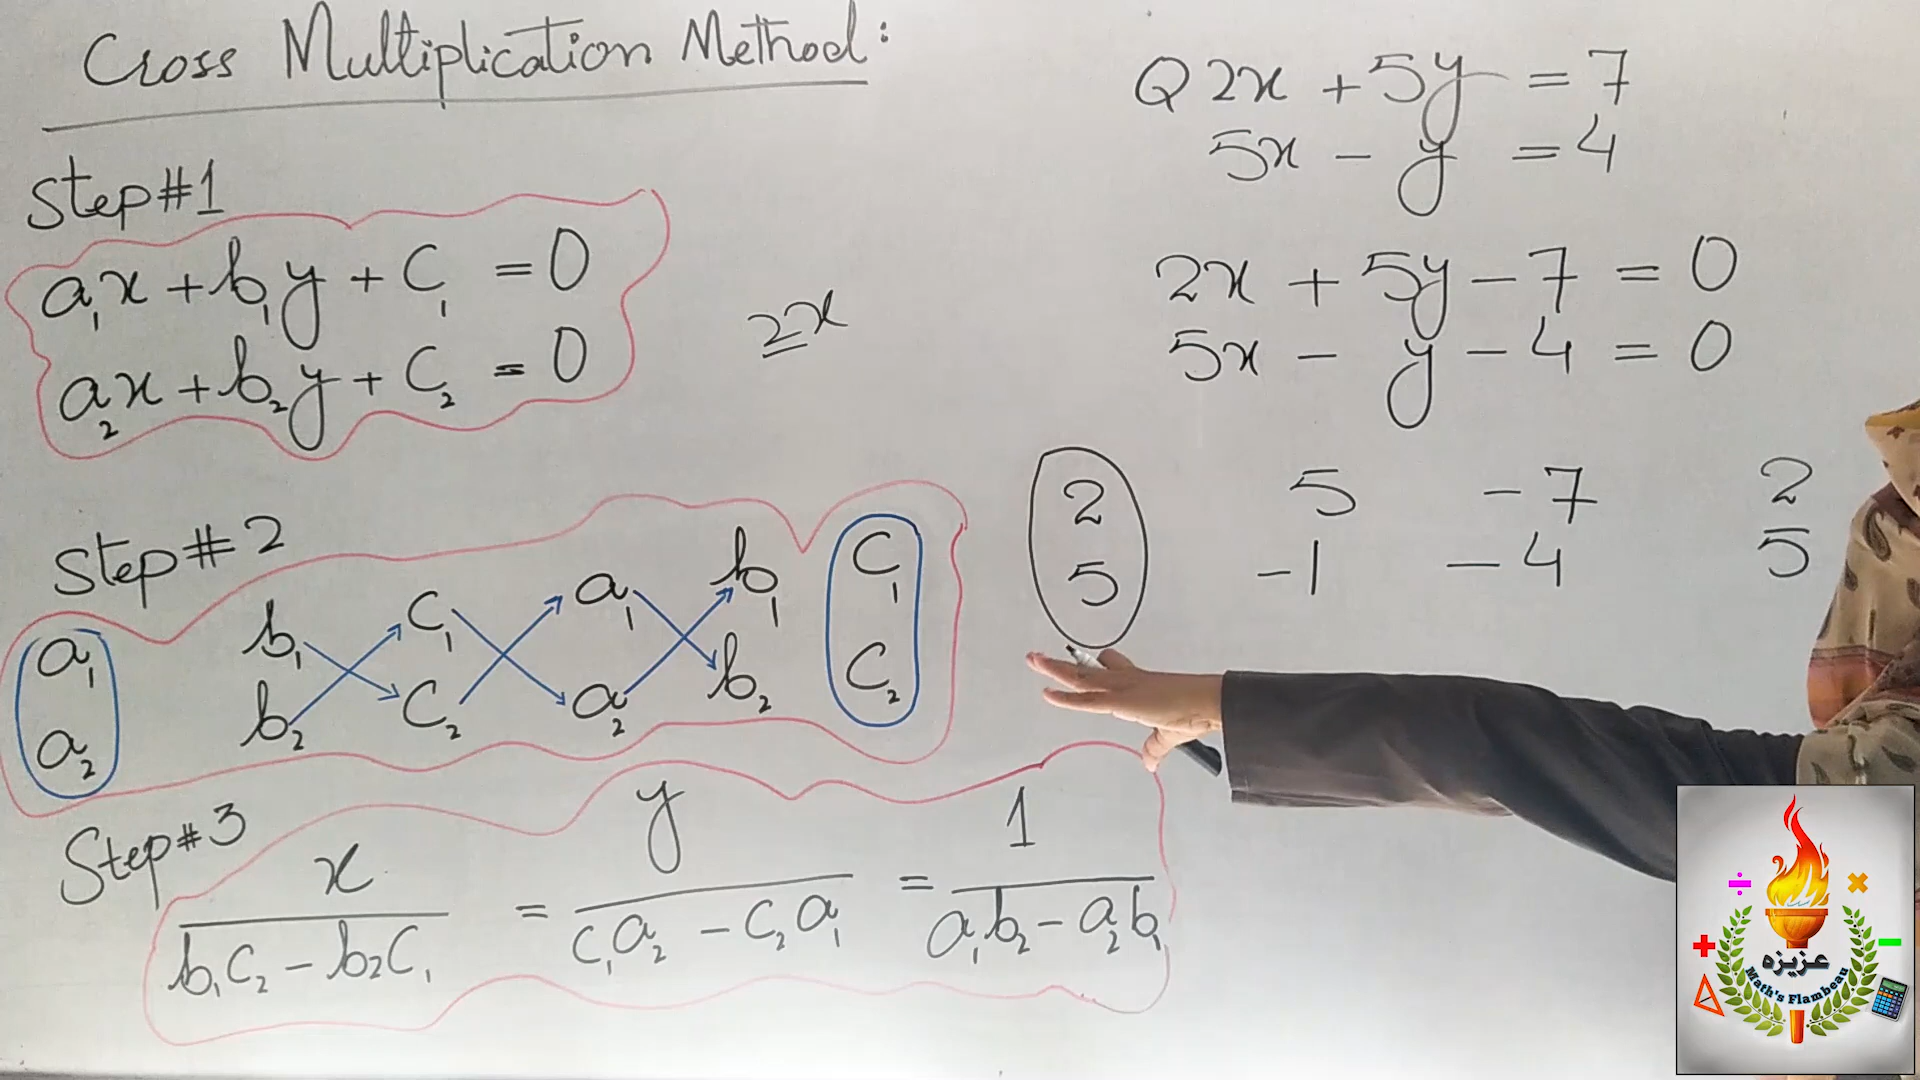 Cross Multiplication Method:
Step#1
a₁x + b₁y + C₁ = 0
a₂x + b₂y + C₂ = 0
2x
Step#2
a₁ b₁ C₁ a₁ b₁ C₁
a₂ b₂ C₂ a₂ b₂ C₂
Step#3
x/(b₁C₂ - b₂C₁) = y/(C₁a₂ - C₂a₁) = 1/(a₁b₂ - a₂b₁)
Q 2x + 5y = 7
5x - y = 4
2x + 5y - 7 = 0
5x - y - 4 = 0
2 5 -7 2
5 -1 -4 5
عزیزہ
Math's Flambeau